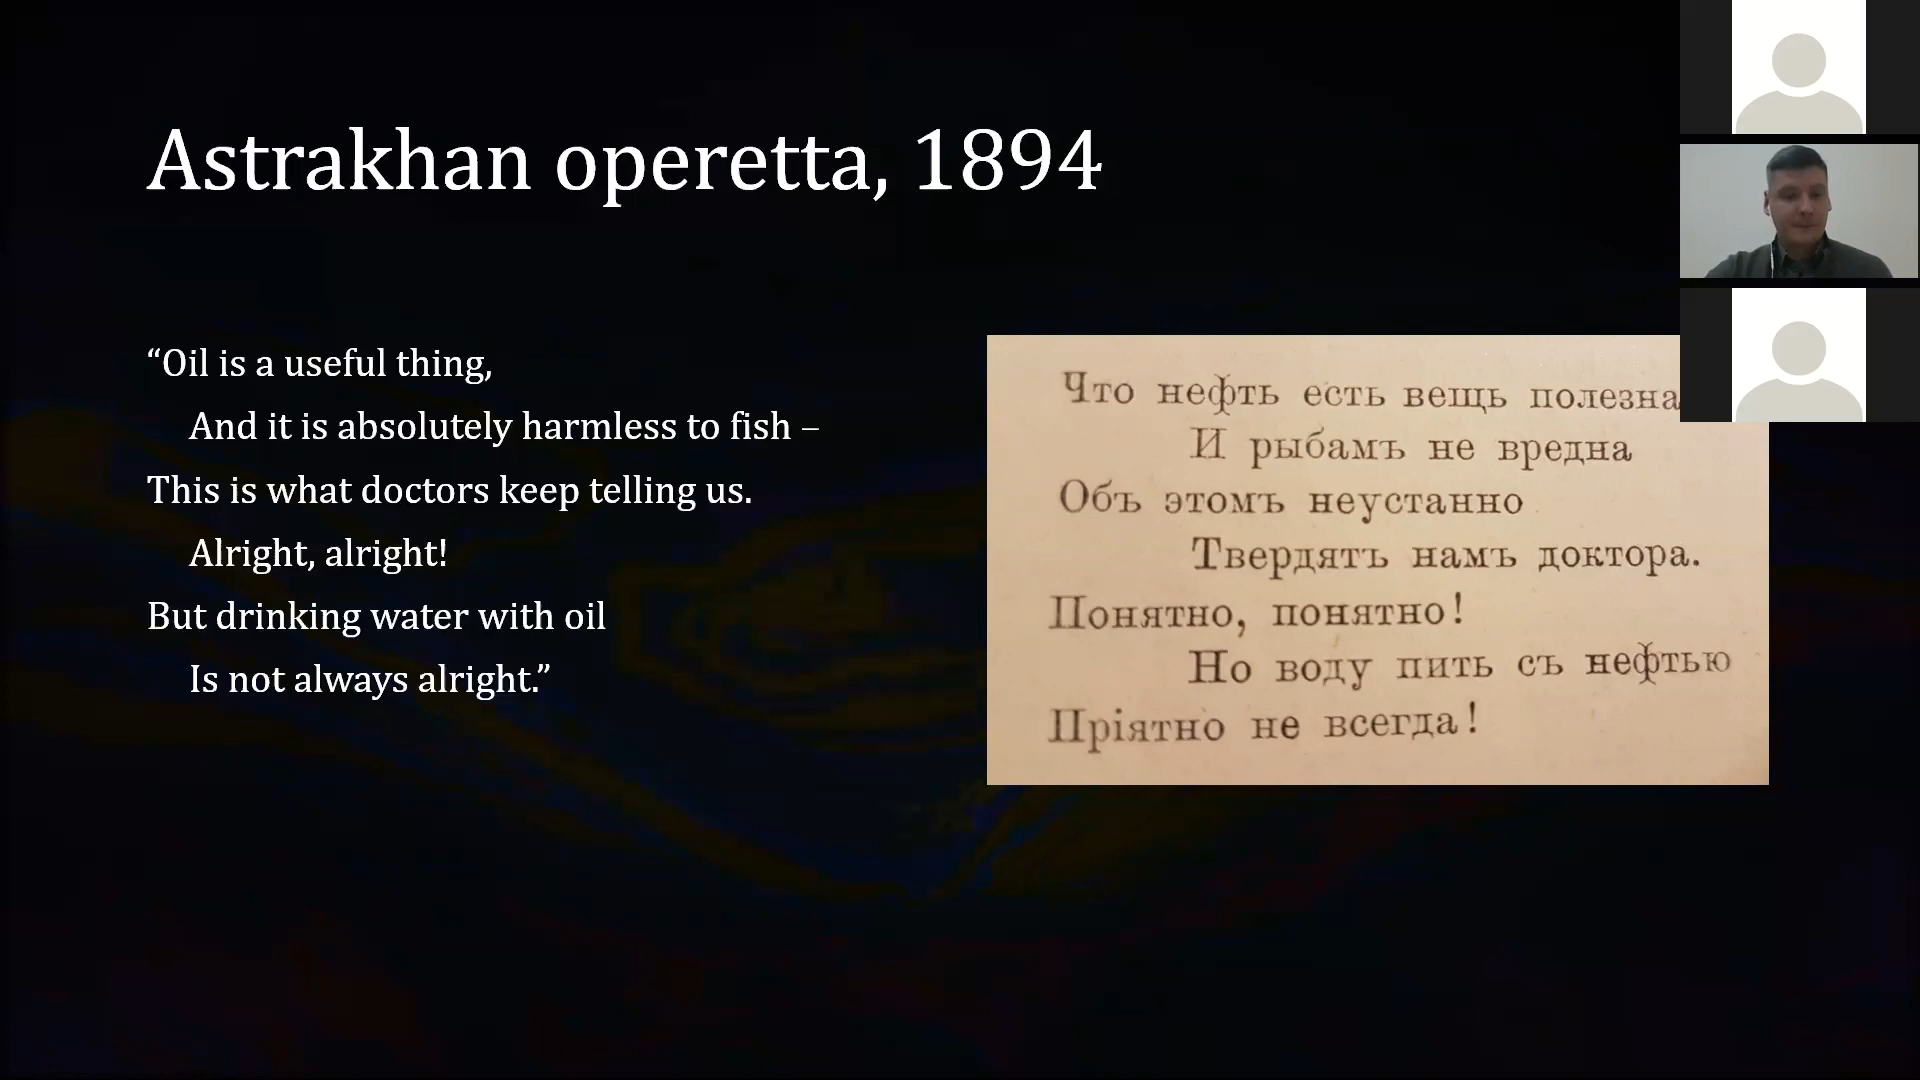 Astrakhan operetta, 1894
“Oil is a useful thing,
And it is absolutely harmless to fish –
This is what doctors keep telling us.
Alright, alright!
But drinking water with oil
Is not always alright.”
Что нефть есть вещь полезна
И рыбамъ не вредна
Объ этомъ неустанно
Твердятъ намъ доктора.
Понятно, понятно!
Но воду пить съ нефтью
Пріятно не всегда!